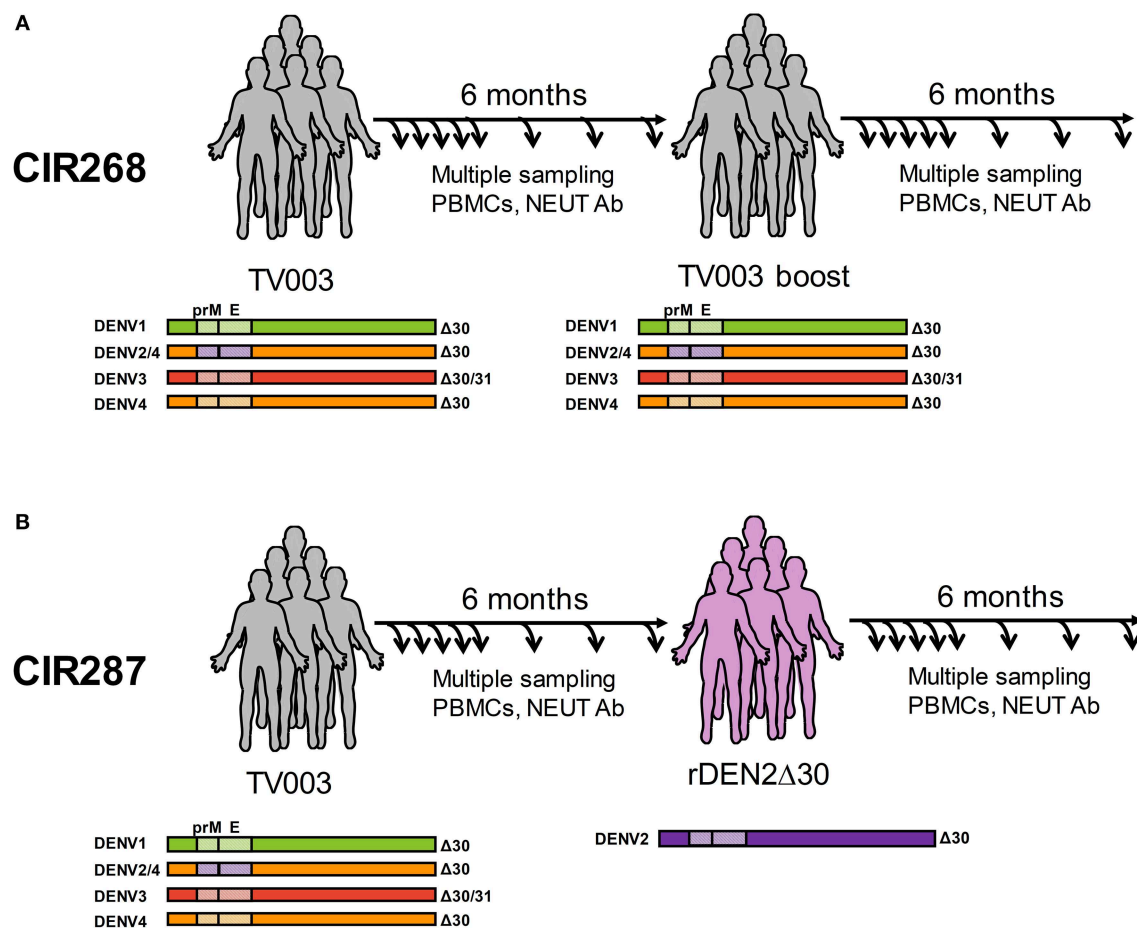 A
6 months
6 months
CIR268
Multiple sampling
PBMCs, NEUT Ab
Multiple sampling
PBMCs, NEUT Ab
TV003
TV003 boost
prM E
DENV1 Δ30
DENV2/4 Δ30
DENV3 Δ30/31
DENV4 Δ30
prM E
DENV1 Δ30
DENV2/4 Δ30
DENV3 Δ30/31
DENV4 Δ30
B
6 months
6 months
CIR287
Multiple sampling
PBMCs, NEUT Ab
Multiple sampling
PBMCs, NEUT Ab
TV003
rDEN2Δ30
prM E
DENV1 Δ30
DENV2/4 Δ30
DENV3 Δ30/31
DENV4 Δ30
DENV2 Δ30